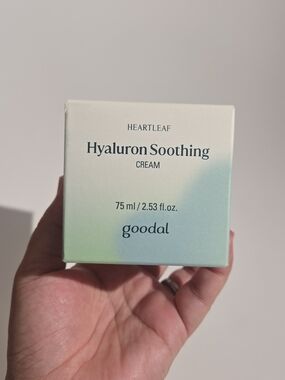 HEARTLEAF
Hyaluron Soothing
CREAM
75 ml / 2.53 fl.oz.
goodal